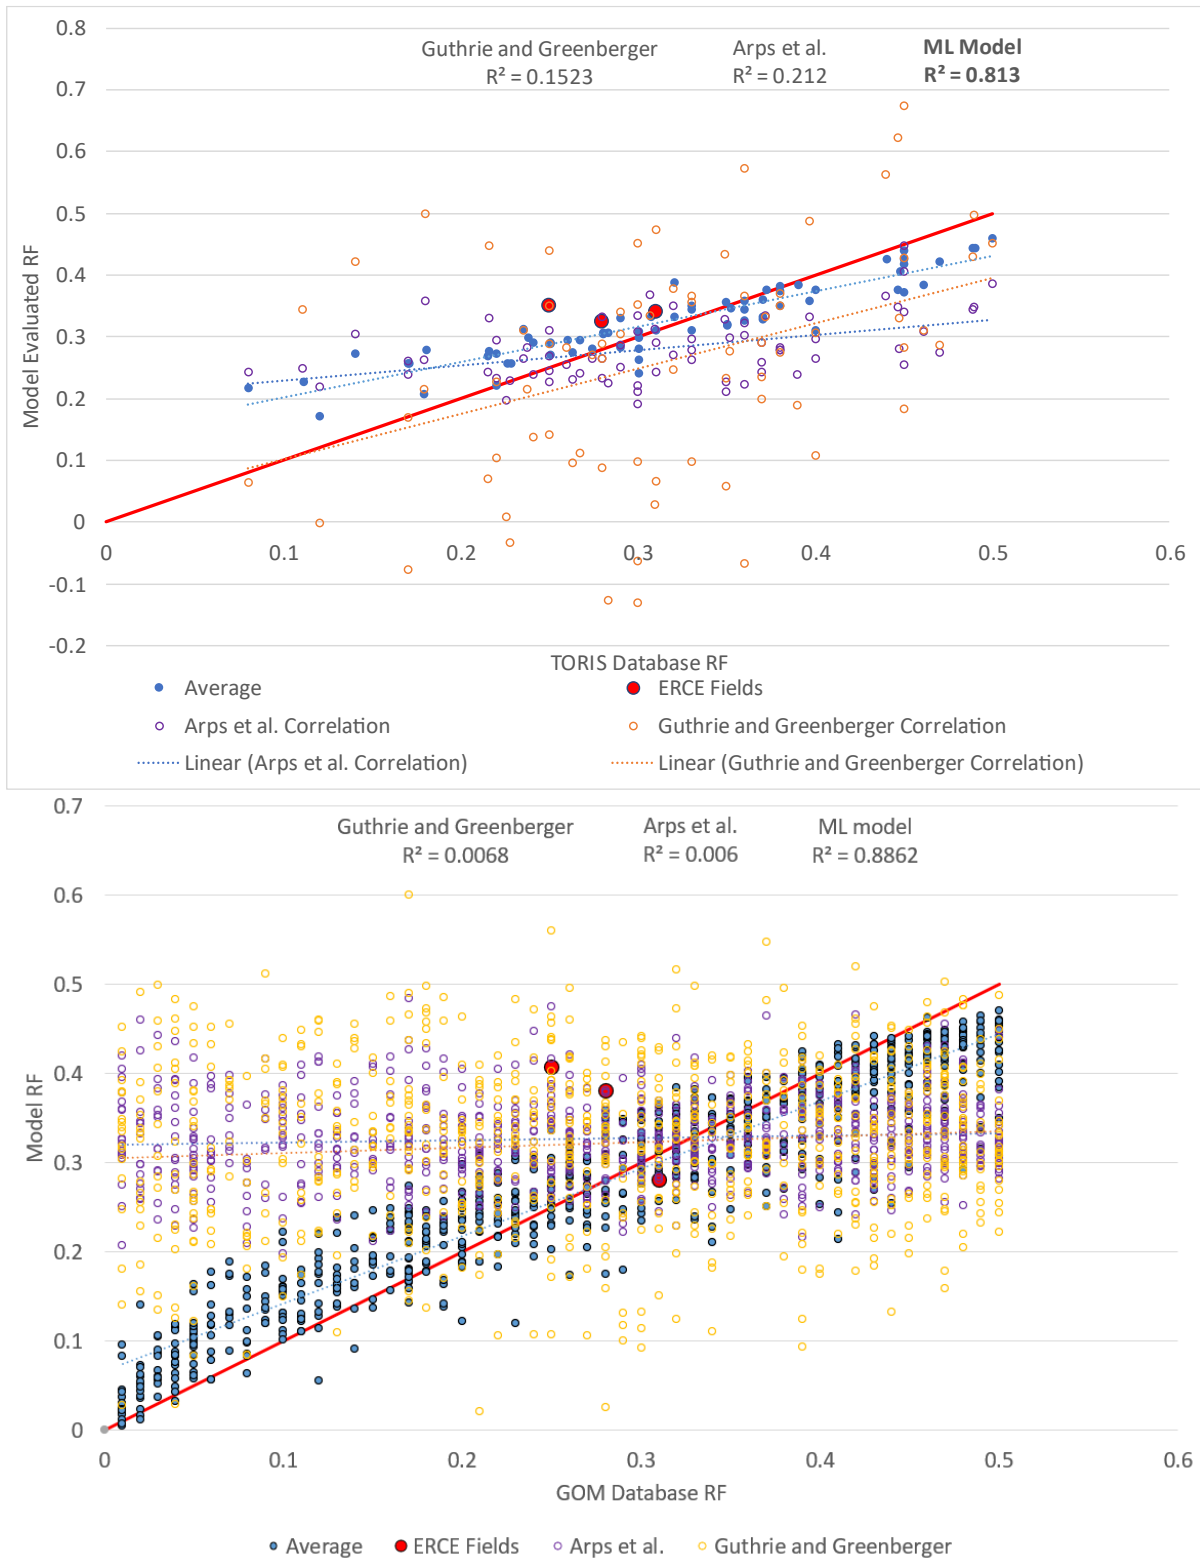 0.8
Guthrie and Greenberger Arps et al. ML Model
R² = 0.1523 R² = 0.212 R² = 0.813
0.7
0.6
0.5
0.4
0.3
0.2
0.1
0
-0.1
-0.2
Model Evaluated RF
0 0.1 0.2 0.3 0.4 0.5 0.6
TORIS Database RF
Average ERCE Fields
Arps et al. Correlation Guthrie and Greenberger Correlation
Linear (Arps et al. Correlation) Linear (Guthrie and Greenberger Correlation)
0.7
Guthrie and Greenberger Arps et al. ML model
R² = 0.0068 R² = 0.006 R² = 0.8862
0.6
0.5
0.4
0.3
0.2
0.1
0
Model RF
0 0.1 0.2 0.3 0.4 0.5 0.6
GOM Database RF
Average ERCE Fields Arps et al. Guthrie and Greenberger